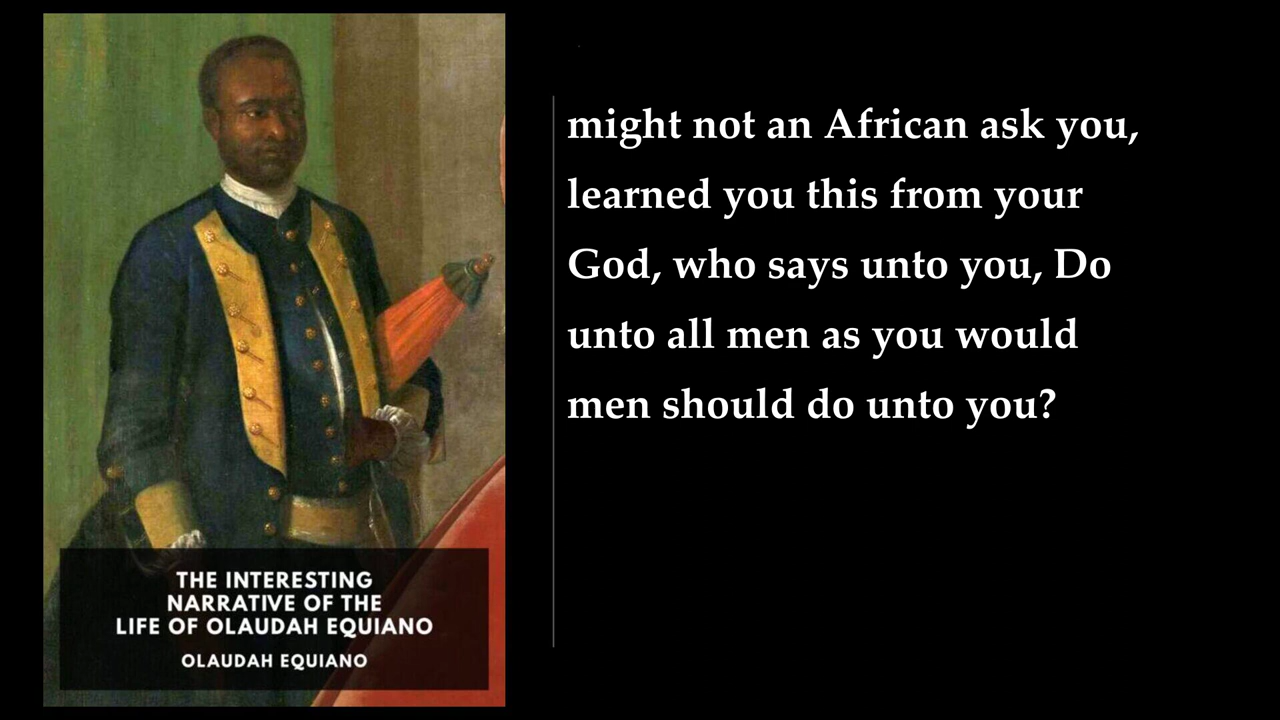 might not an African ask you,
learned you this from your
God, who says unto you, Do
unto all men as you would
men should do unto you?
THE INTERESTING
NARRATIVE OF THE
LIFE OF OLAUDAH EQUIANO
OLAUDAH EQUIANO